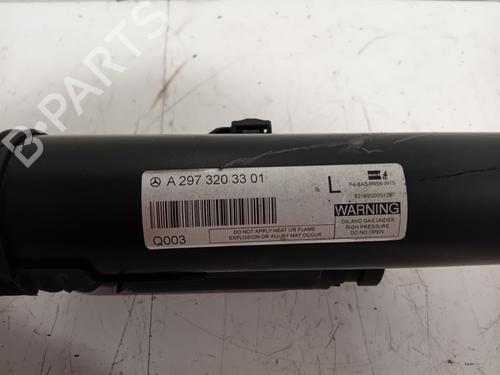 A 297 320 33 01
L
WARNING
OIL AND GAS UNDER
HIGH PRESSURE
DO NO OPEN
Q003
DO NOT APPLY HEAT OR FLAME
EXPLOSION OR INJURY MAY OCCUR
B-PARTS